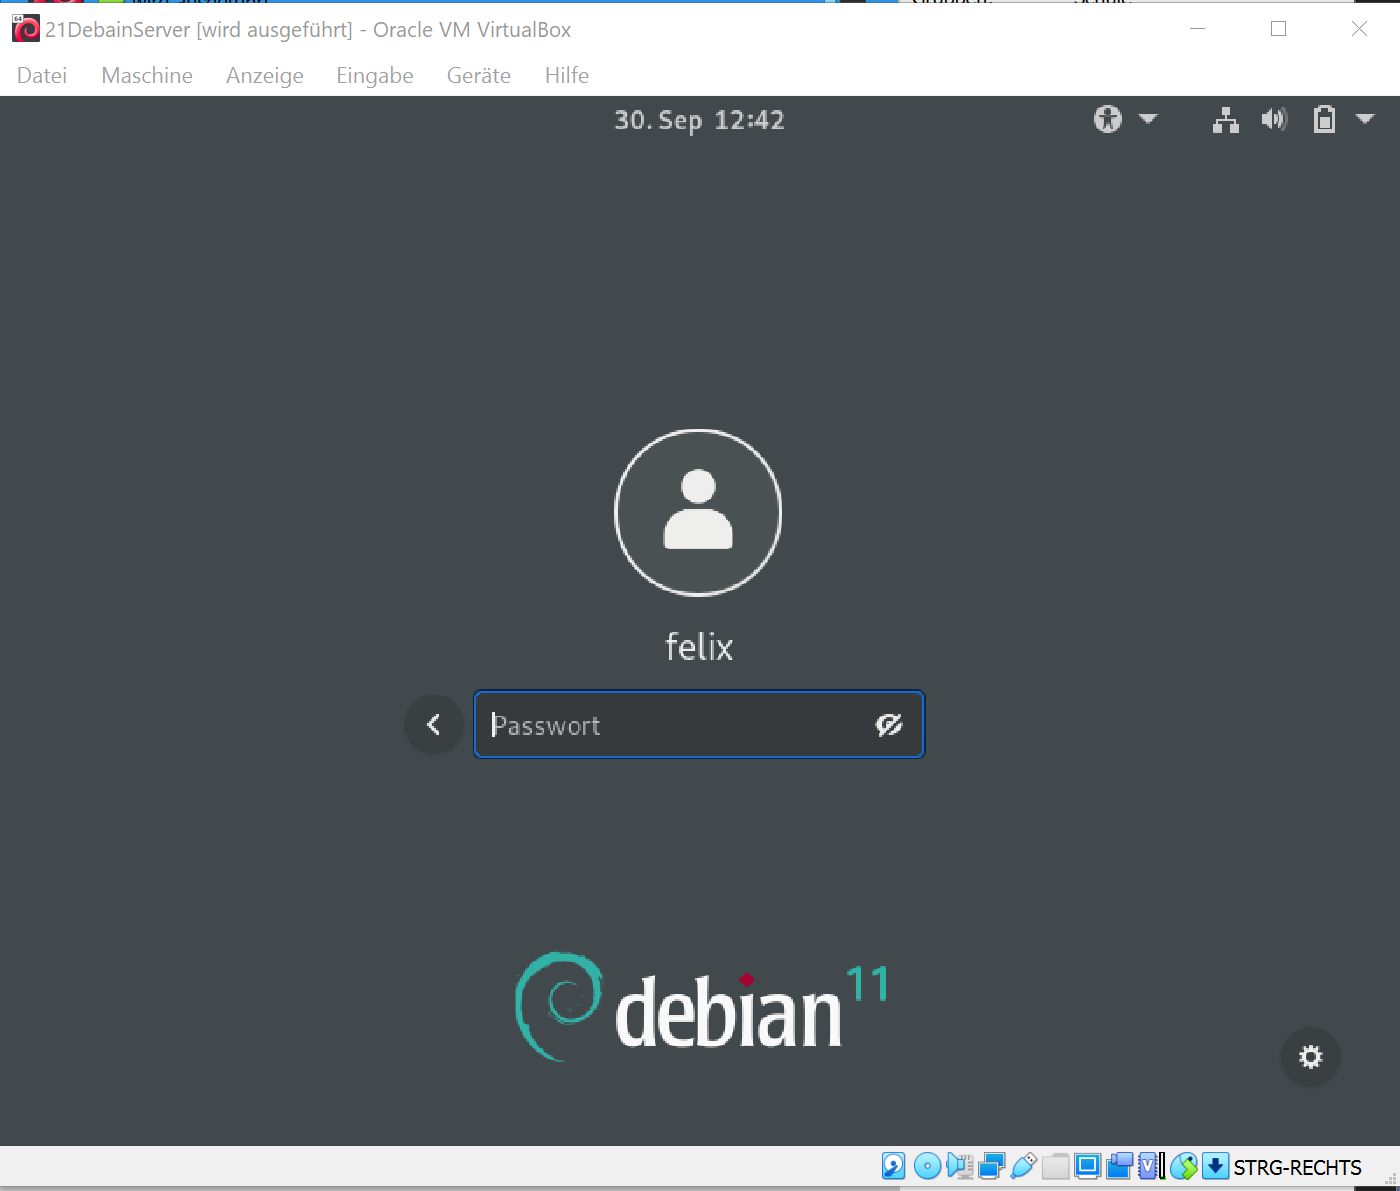 21DebainServer [wird ausgeführt] - Oracle VM VirtualBox
Datei Maschine Anzeige Eingabe Geräte Hilfe
30. Sep 12:42
felix
Passwort
debian 11
STRG-RECHTS